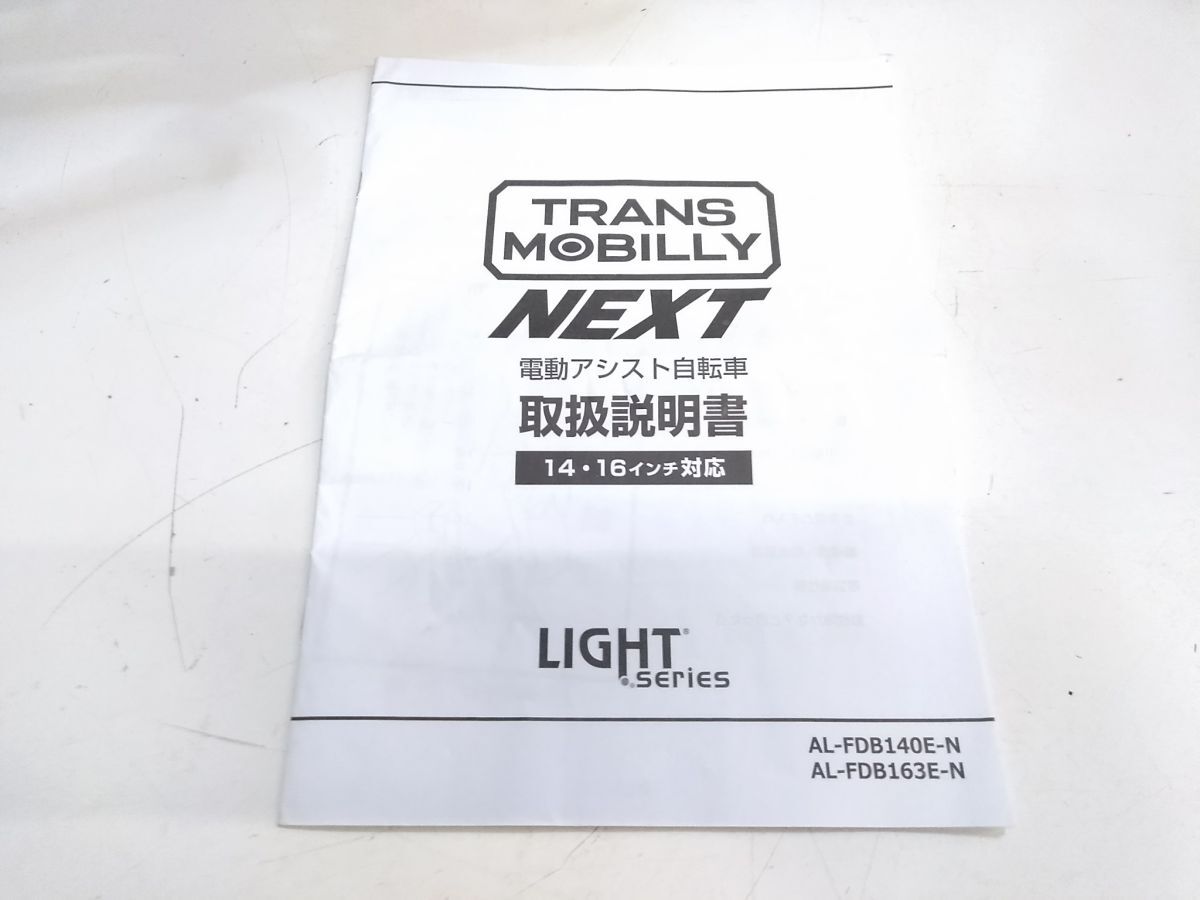 TRANS
MOBILLY
NEXT
電動アシスト自転車
取扱説明書
14・16インチ対応
LIGHT®
series
AL-FDB140E-N
AL-FDB163E-N